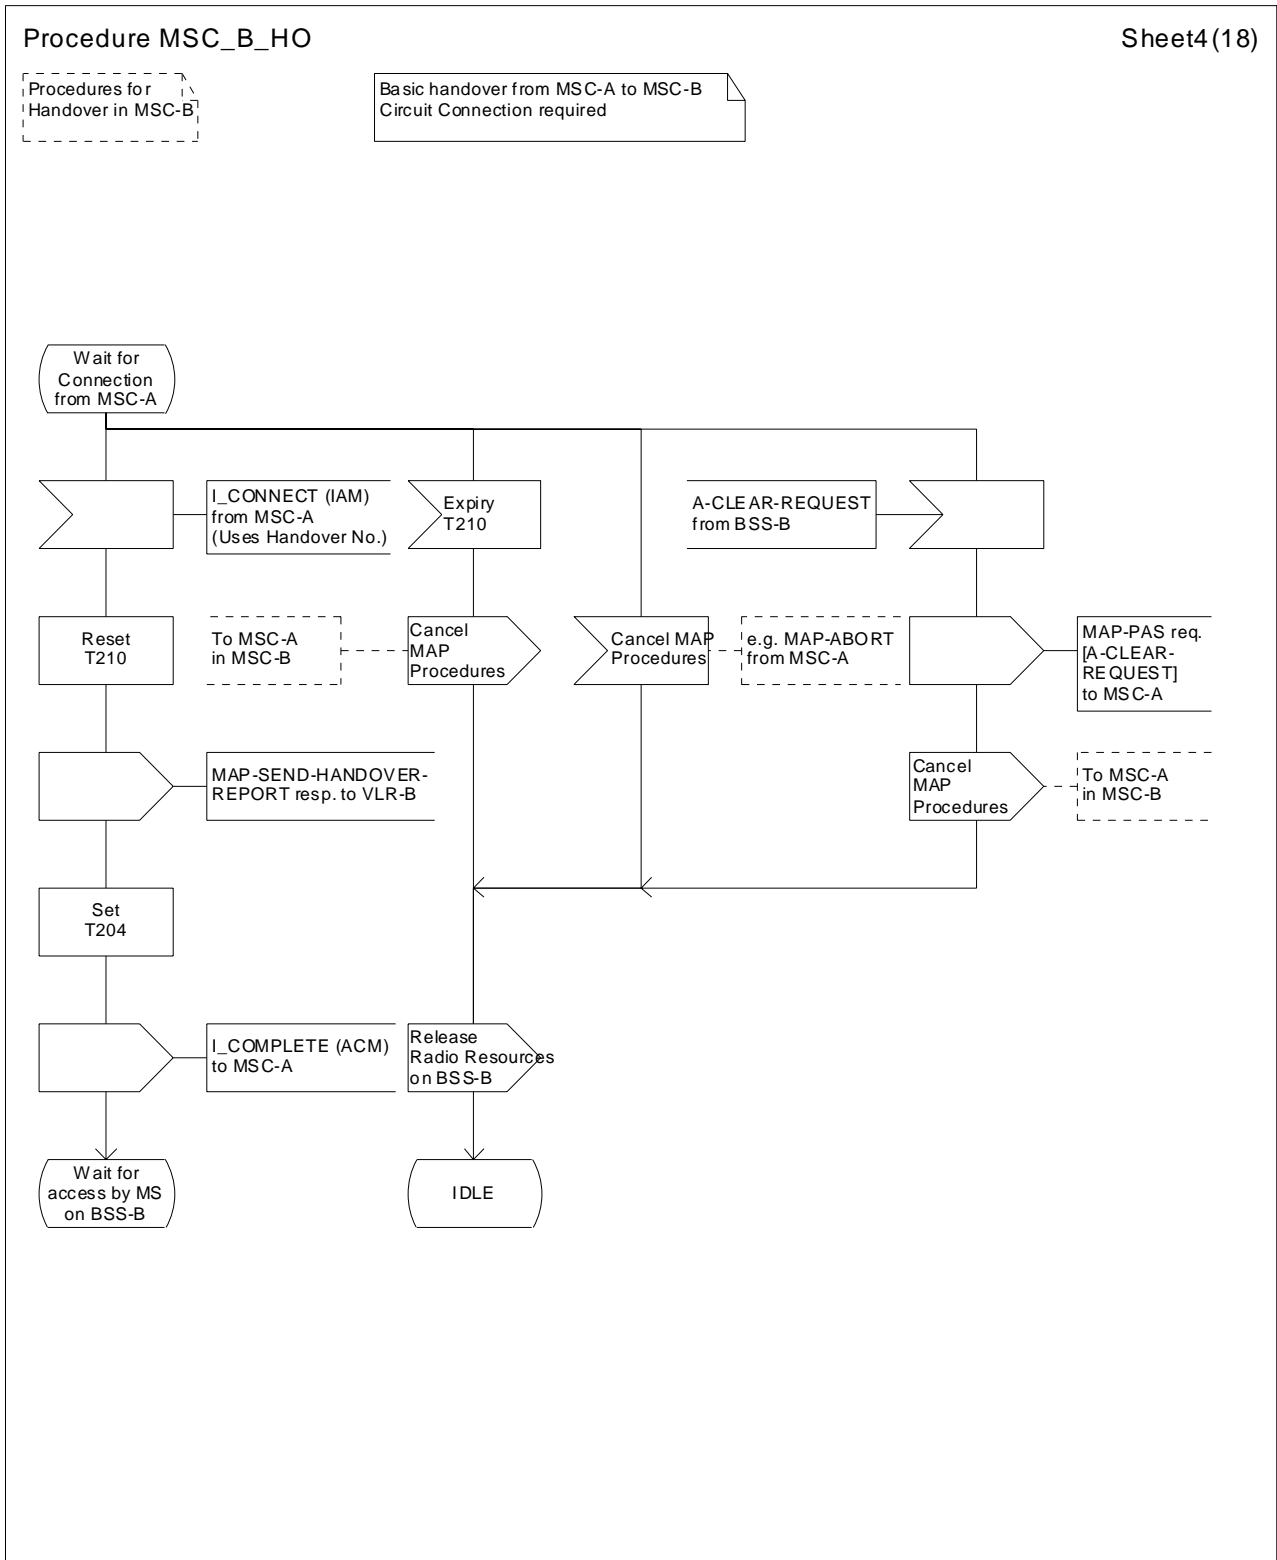 Procedure MSC_B_HO
Sheet4(18)
Procedures for
Handover in MSC-B
Basic handover from MSC-A to MSC-B
Circuit Connection required
Wait for
Connection
from MSC-A
I_CONNECT (IAM)
from MSC-A
(Uses Handover No.)
Expiry
T210
A-CLEAR-REQUEST
from BSS-B
Reset
T210
To MSC-A
in MSC-B
Cancel
MAP
Procedures
Cancel MAP
Procedures
e.g. MAP-ABORT
from MSC-A
MAP-PAS req.
[A-CLEAR-
REQUEST]
to MSC-A
MAP-SEND-HANDOVER-
REPORT resp. to VLR-B
Cancel
MAP
Procedures
To MSC-A
in MSC-B
Set
T204
I_COMPLETE (ACM)
to MSC-A
Release
Radio Resources
on BSS-B
Wait for
access by MS
on BSS-B
IDLE